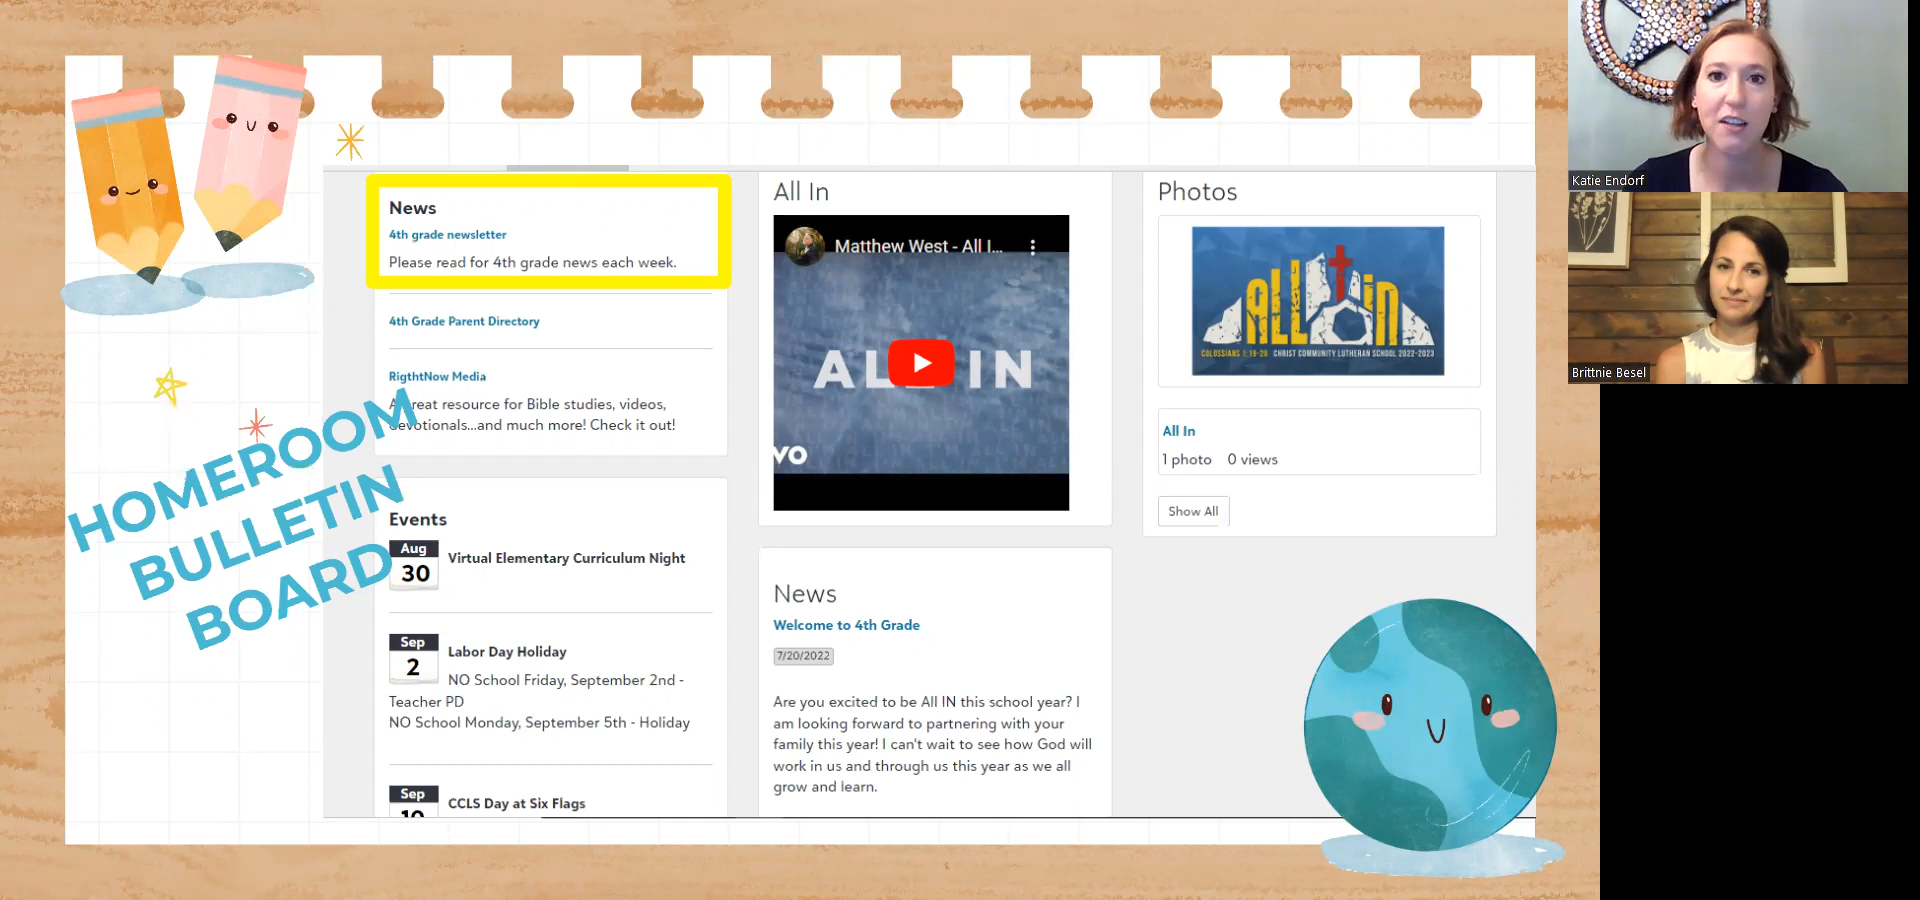 HOMEROOM
BULLETIN
BOARD
News
4th grade newsletter
Please read for 4th grade news each week.
4th Grade Parent Directory
RigthtNow Media
A great resource for Bible studies, videos,
devotionals...and much more! Check it out!
Events
Aug
30
Virtual Elementary Curriculum Night
Sep
2
Labor Day Holiday
NO School Friday, September 2nd -
Teacher PD
NO School Monday, September 5th - Holiday
Sep
10
CCLS Day at Six Flags
All In
Matthew West - All I...
ALL IN
VO
News
Welcome to 4th Grade
7/20/2022
Are you excited to be All IN this school year? I
am looking forward to partnering with your
family this year! I can't wait to see how God will
work in us and through us this year as we all
grow and learn.
Photos
ALL in
COLOSSIANS 1:16-20 CHRIST COMMUNITY LUTHERAN SCHOOL 2022-2023
All In
1 photo 0 views
Show All
Katie Endorf
Brittnie Besel